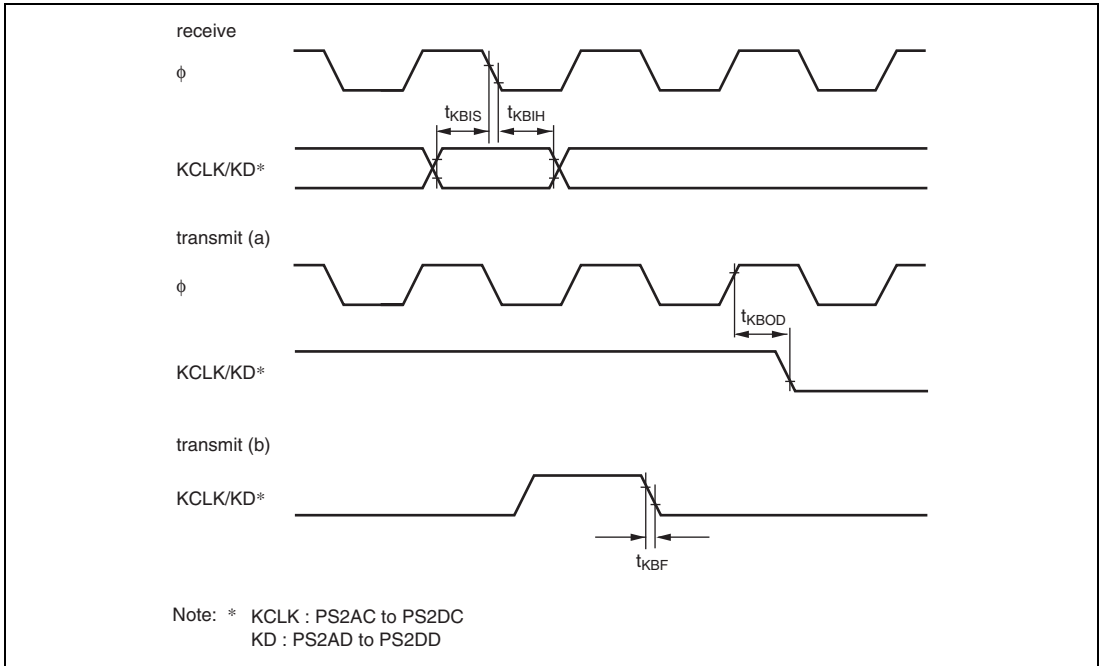 receive
ϕ
tKBIS tKBIH
KCLK/KD*
transmit (a)
ϕ
tKBOD
KCLK/KD*
transmit (b)
KCLK/KD*
tKBF
Note: * KCLK : PS2AC to PS2DC
KD : PS2AD to PS2DD